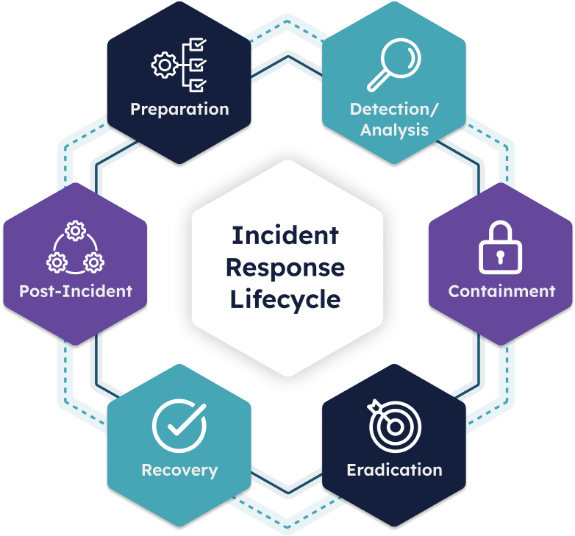 Preparation
Detection/
Analysis
Incident
Response
Lifecycle
Post-Incident
Containment
Recovery
Eradication